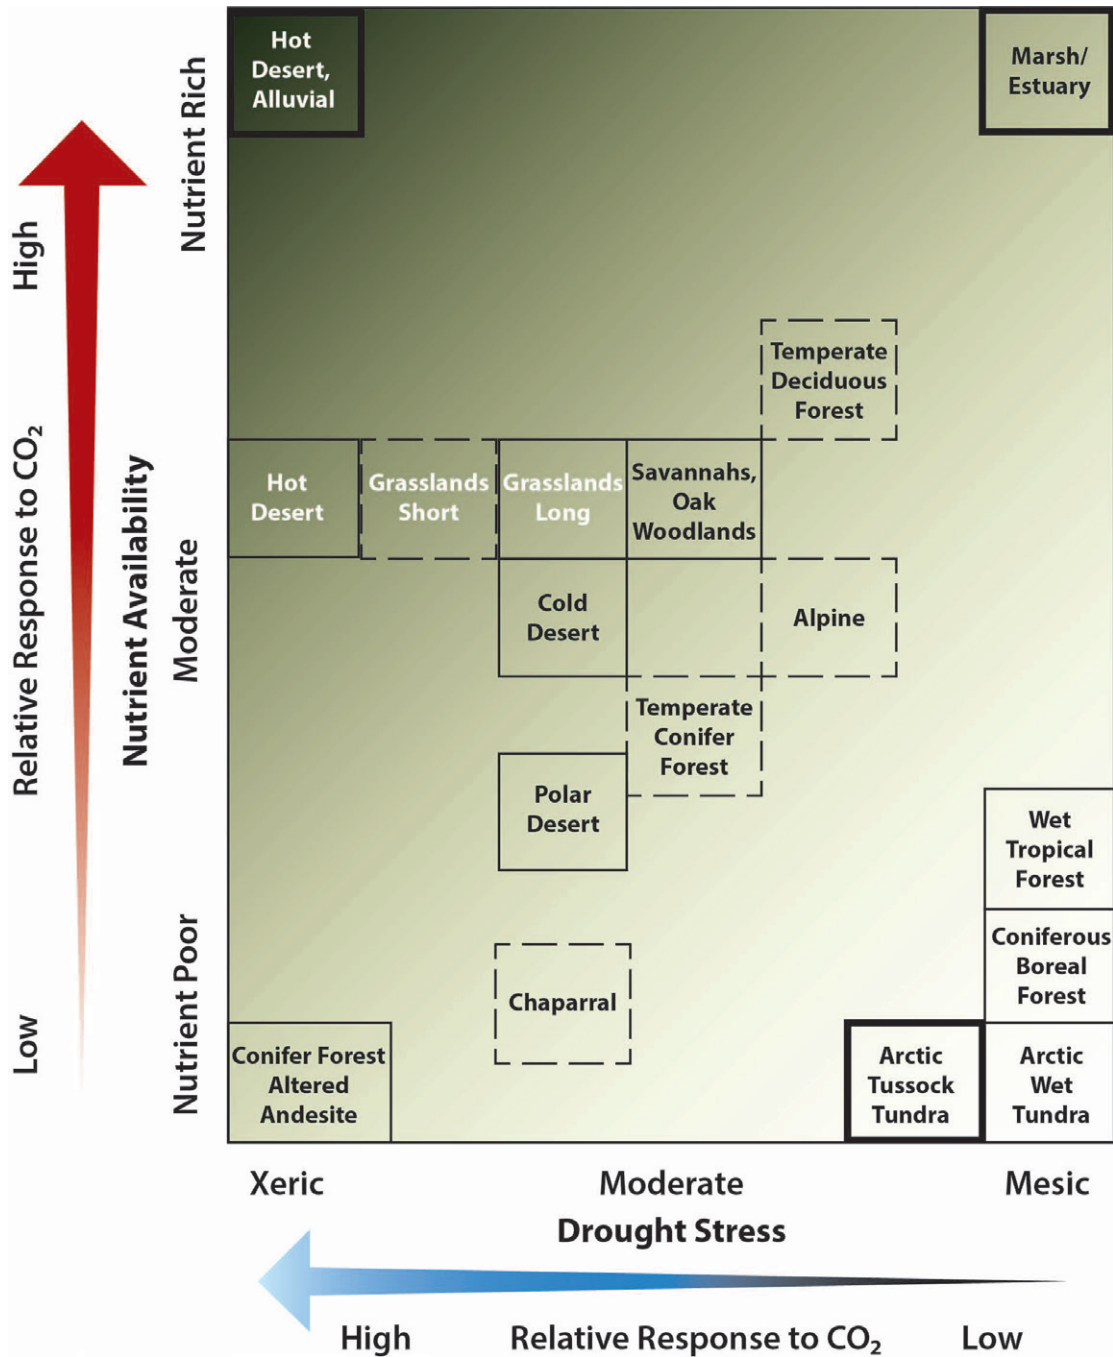 Hot
Desert,
Alluvial
Marsh/
Estuary
Temperate
Deciduous
Forest
Hot
Desert
Grasslands
Short
Grasslands
Long
Savannahs,
Oak
Woodlands
Cold
Desert
Alpine
Temperate
Conifer
Forest
Polar
Desert
Wet
Tropical
Forest
Coniferous
Boreal
Forest
Chaparral
Conifer Forest
Altered
Andesite
Arctic
Tussock
Tundra
Arctic
Wet
Tundra
High
Relative Response to CO₂
Low
Nutrient Availability
Nutrient Rich
Moderate
Nutrient Poor
Xeric
Moderate
Mesic
Drought Stress
High
Relative Response to CO₂
Low